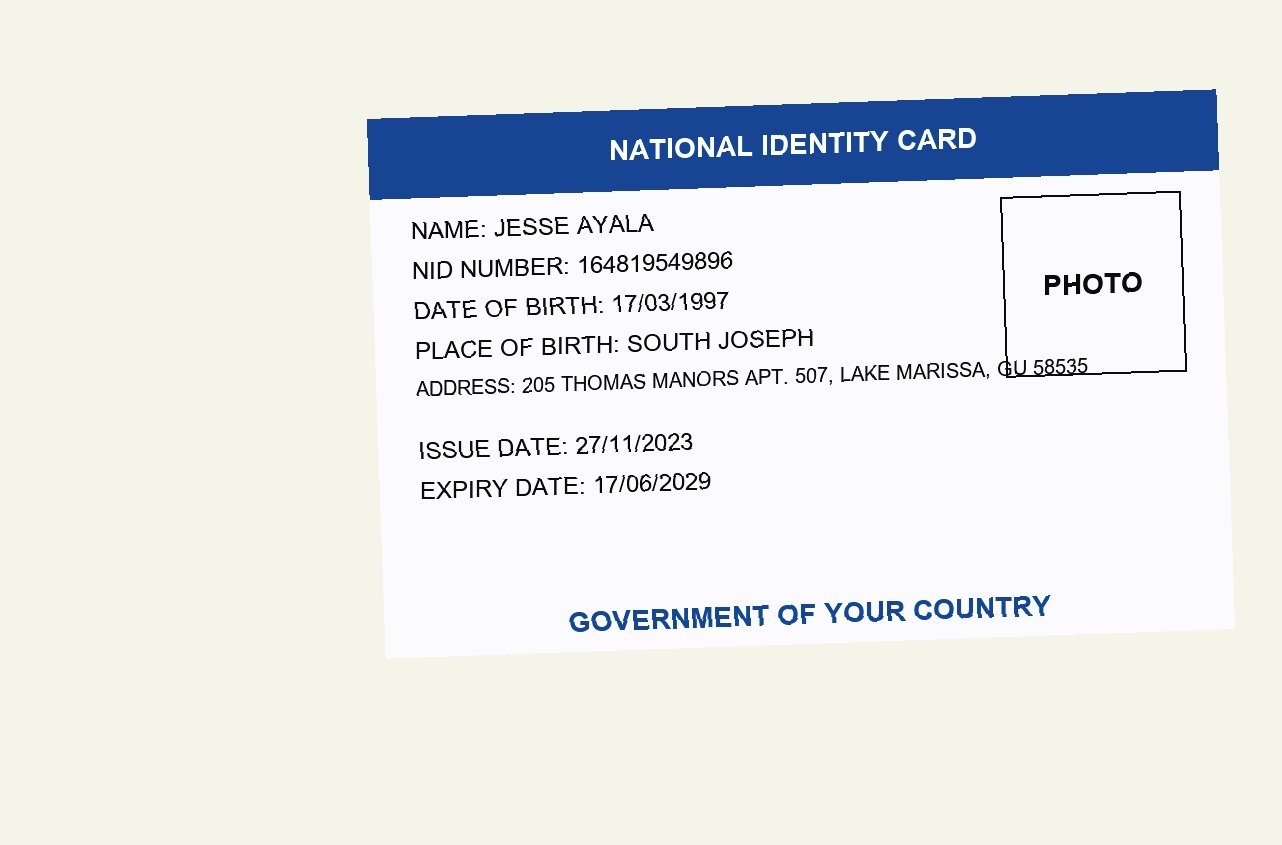 NATIONAL IDENTITY CARD
NAME: JESSE AYALA
NID NUMBER: 164819549896
DATE OF BIRTH: 17/03/1997
PLACE OF BIRTH: SOUTH JOSEPH
ADDRESS: 205 THOMAS MANORS APT. 507, LAKE MARISSA, GU 58535
PHOTO
ISSUE DATE: 27/11/2023
EXPIRY DATE: 17/06/2029
GOVERNMENT OF YOUR COUNTRY